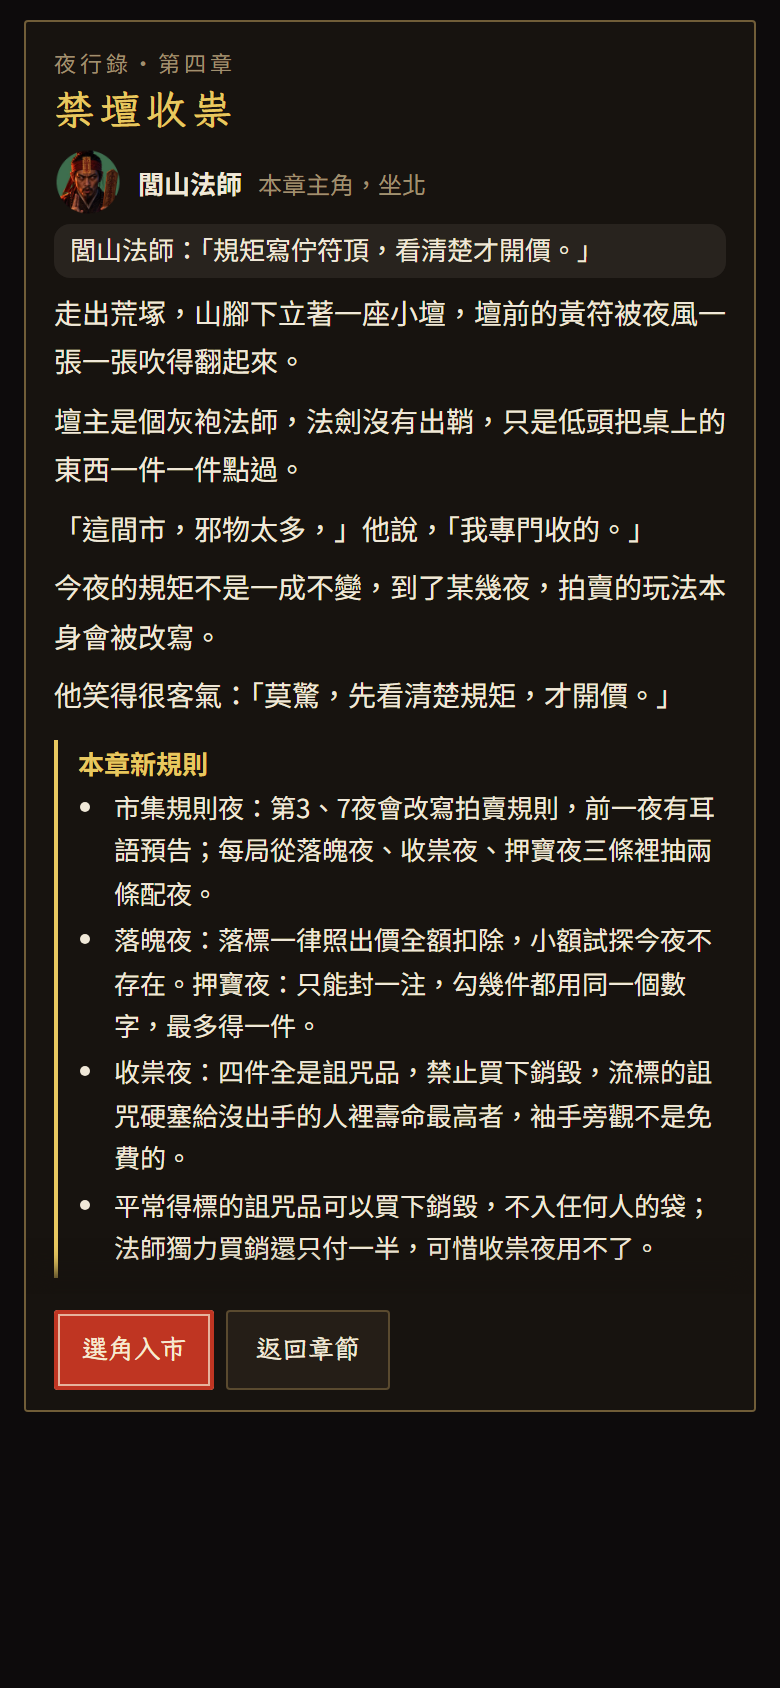 夜行錄・第四章
禁壇收祟
閭山法師 本章主角，坐北
閭山法師：「規矩寫佇符頂，看清楚才開價。」
走出荒塚，山腳下立著一座小壇，壇前的黃符被夜風一
張一張吹得翻起來。
壇主是個灰袍法師，法劍沒有出鞘，只是低頭把桌上的
東西一件一件點過。
「這間市，邪物太多，」他說，「我專門收的。」
今夜的規矩不是一成不變，到了某幾夜，拍賣的玩法本
身會被改寫。
他笑得很客氣：「莫驚，先看清楚規矩，才開價。」
本章新規則
• 市集規則夜：第3、7夜會改寫拍賣規則，前一夜有耳
語預告；每局從落魄夜、收祟夜、押寶夜三條裡抽兩
條配夜。
• 落魄夜：落標一律照出價全額扣除，小額試探今夜不
存在。押寶夜：只能封一注，勾幾件都用同一個數
字，最多得一件。
• 收祟夜：四件全是詛咒品，禁止買下銷毀，流標的詛
咒硬塞給沒出手的人裡壽命最高者，袖手旁觀不是免
費的。
• 平常得標的詛咒品可以買下銷毀，不入任何人的袋；
法師獨力買銷還只付一半，可惜收祟夜用不了。
選角入市
返回章節